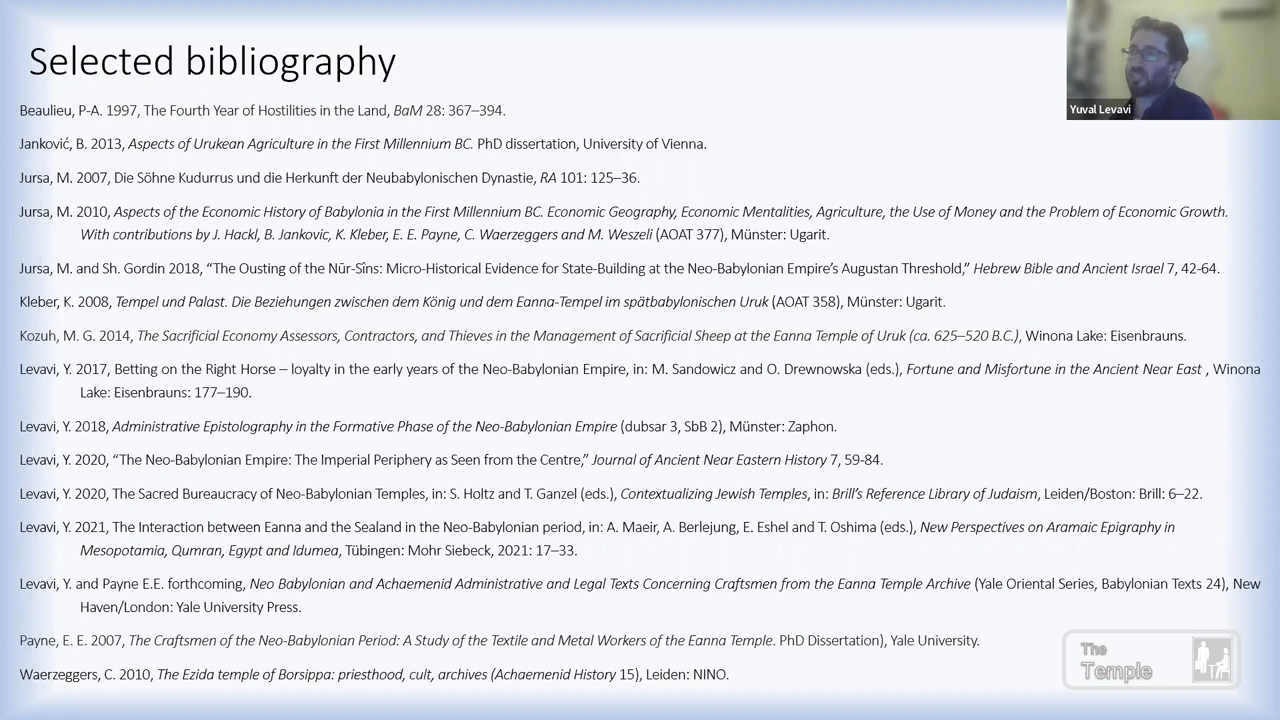 Selected bibliography
Yuval Levavi
Beaulieu, P-A. 1997, The Fourth Year of Hostilities in the Land, BaM 28: 367–394.
Janković, B. 2013, Aspects of Urukean Agriculture in the First Millennium BC. PhD dissertation, University of Vienna.
Jursa, M. 2007, Die Söhne Kudurrus und die Herkunft der Neubabylonischen Dynastie, RA 101: 125–36.
Jursa, M. 2010, Aspects of the Economic History of Babylonia in the First Millennium BC. Economic Geography, Economic Mentalities, Agriculture, the Use of Money and the Problem of Economic Growth.
With contributions by J. Hackl, B. Jankovic, K. Kleber, E. E. Payne, C. Waerzeggers and M. Weszeli (AOAT 377), Münster: Ugarit.
Jursa, M. and Sh. Gordin 2018, “The Ousting of the Nūr-Sîns: Micro-Historical Evidence for State-Building at the Neo-Babylonian Empire’s Augustan Threshold,” Hebrew Bible and Ancient Israel 7, 42-64.
Kleber, K. 2008, Tempel und Palast. Die Beziehungen zwischen dem König und dem Eanna-Tempel im spätbabylonischen Uruk (AOAT 358), Münster: Ugarit.
Kozuh, M. G. 2014, The Sacrificial Economy Assessors, Contractors, and Thieves in the Management of Sacrificial Sheep at the Eanna Temple of Uruk (ca. 625–520 B.C.), Winona Lake: Eisenbrauns.
Levavi, Y. 2017, Betting on the Right Horse – loyalty in the early years of the Neo-Babylonian Empire, in: M. Sandowicz and O. Drewnowska (eds.), Fortune and Misfortune in the Ancient Near East , Winona
Lake: Eisenbrauns: 177–190.
Levavi, Y. 2018, Administrative Epistolography in the Formative Phase of the Neo-Babylonian Empire (dubsar 3, SbB 2), Münster: Zaphon.
Levavi, Y. 2020, “The Neo-Babylonian Empire: The Imperial Periphery as Seen from the Centre,” Journal of Ancient Near Eastern History 7, 59-84.
Levavi, Y. 2020, The Sacred Bureaucracy of Neo-Babylonian Temples, in: S. Holtz and T. Ganzel (eds.), Contextualizing Jewish Temples, in: Brill’s Reference Library of Judaism, Leiden/Boston: Brill: 6–22.
Levavi, Y. 2021, The Interaction between Eanna and the Sealand in the Neo-Babylonian period, in: A. Maeir, A. Berlejung, E. Eshel and T. Oshima (eds.), New Perspectives on Aramaic Epigraphy in
Mesopotamia, Qumran, Egypt and Idumea, Tübingen: Mohr Siebeck, 2021: 17–33.
Levavi, Y. and Payne E.E. forthcoming, Neo Babylonian and Achaemenid Administrative and Legal Texts Concerning Craftsmen from the Eanna Temple Archive (Yale Oriental Series, Babylonian Texts 24), New
Haven/London: Yale University Press.
Payne, E. E. 2007, The Craftsmen of the Neo-Babylonian Period: A Study of the Textile and Metal Workers of the Eanna Temple. PhD Dissertation), Yale University.
Waerzeggers, C. 2010, The Ezida temple of Borsippa: priesthood, cult, archives (Achaemenid History 15), Leiden: NINO.
The
Temple